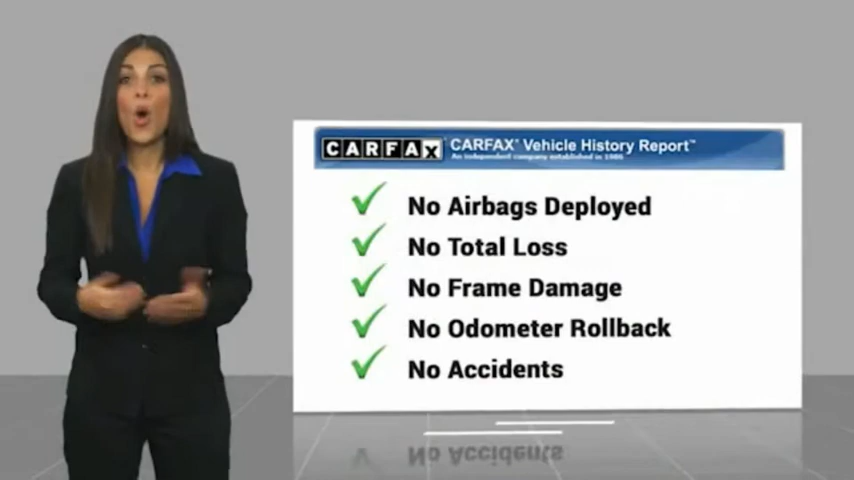 CARFAX CARFAX Vehicle History Report™
An independent company established in 1986
No Airbags Deployed
No Total Loss
No Frame Damage
No Odometer Rollback
No Accidents
No Accidents